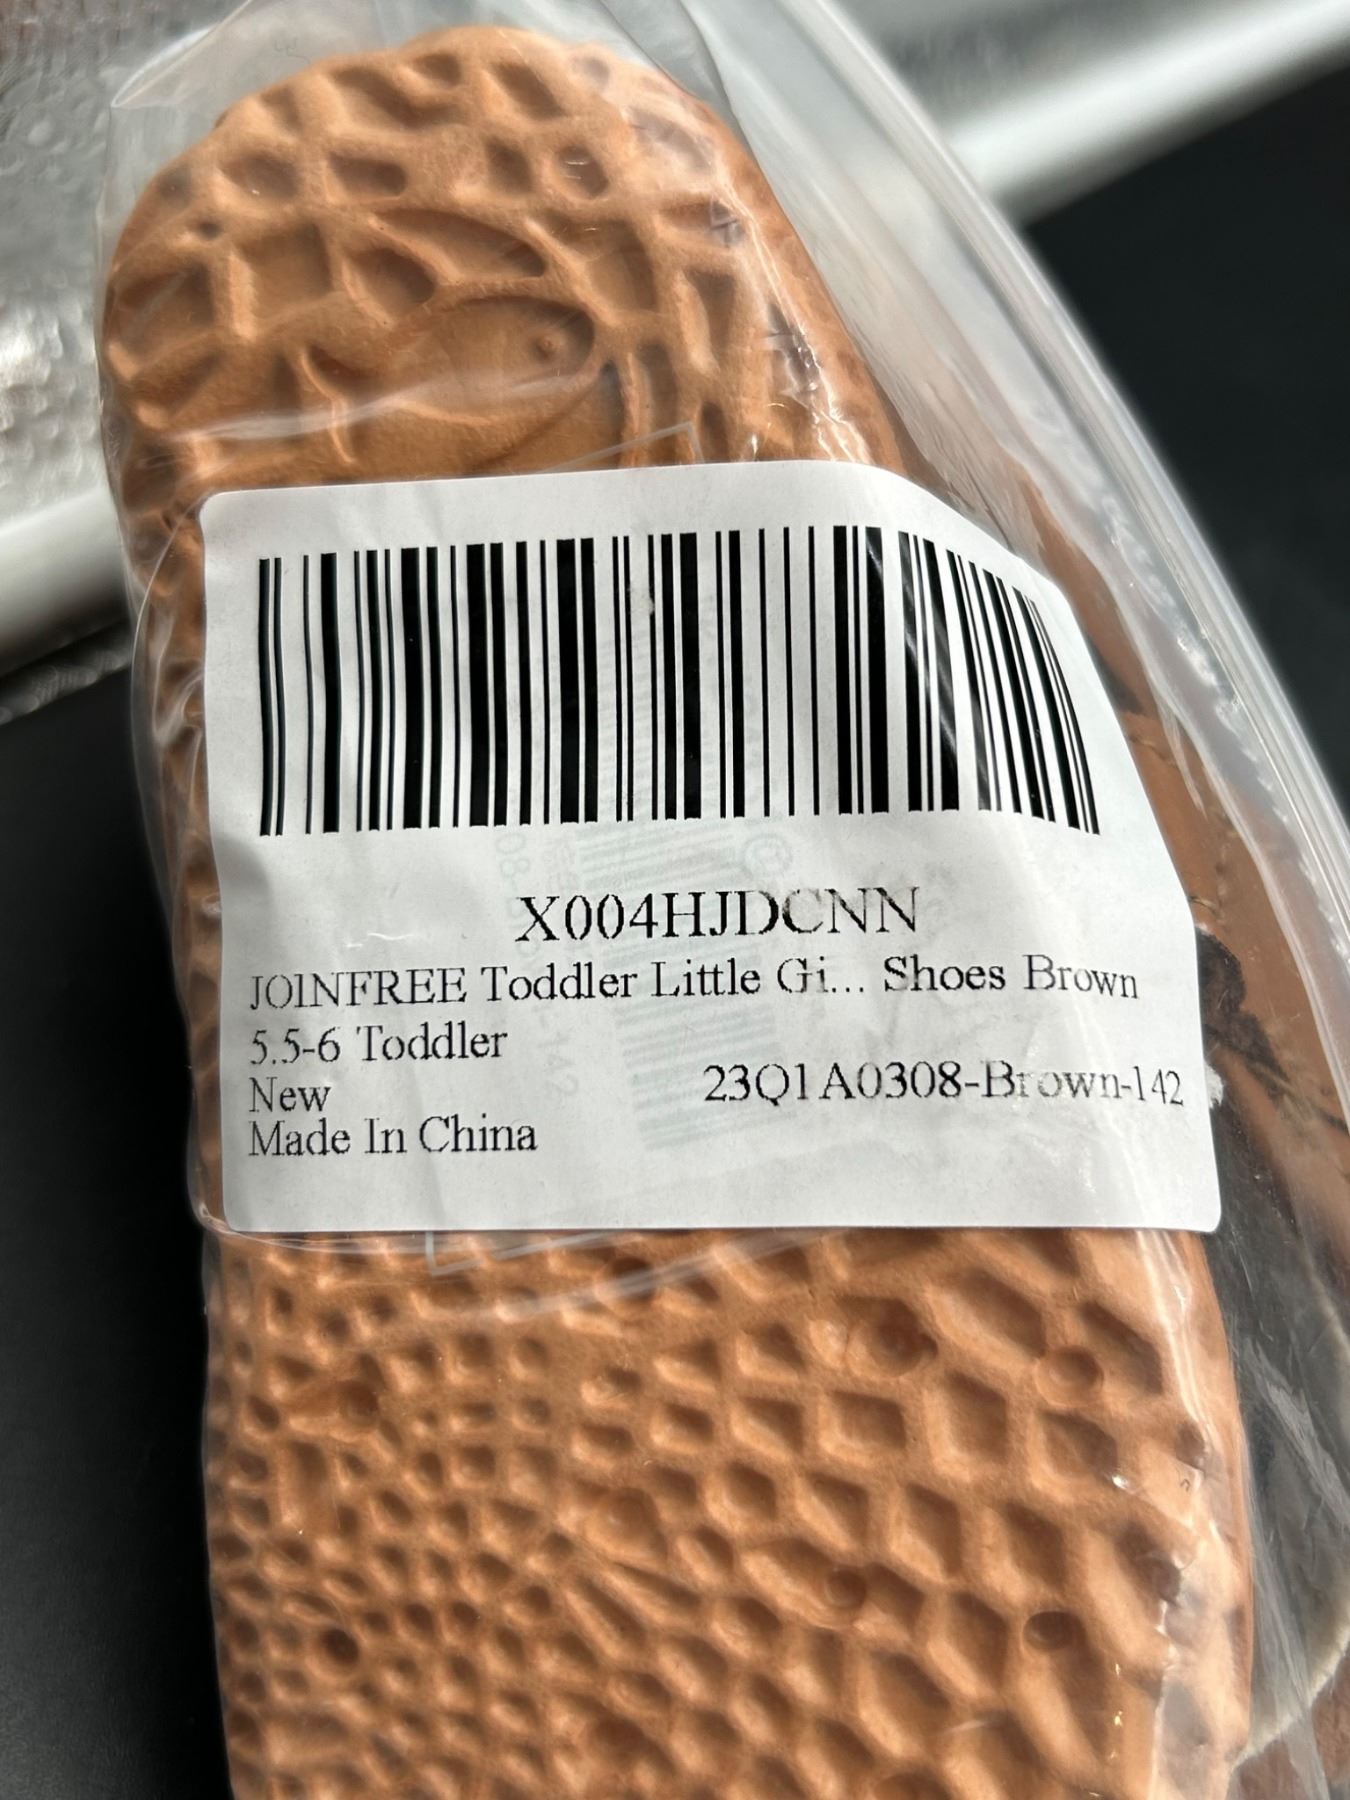 X004HJDCNN
JOINFREE Toddler Little Gi... Shoes Brown
5.5-6 Toddler
New
23Q1A0308-Brown-142
Made In China